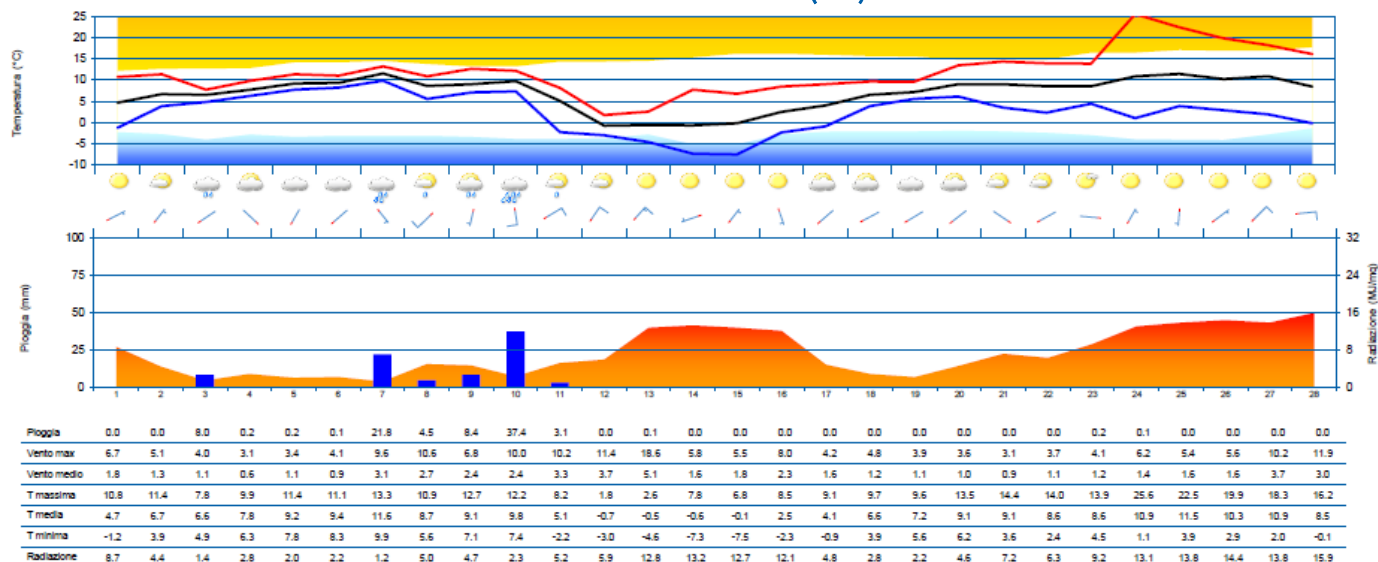 Temperatura (°C)
25
20
15
10
5
0
-5
-10
Pioggia (mm)
100
75
50
25
0
Radiazione (MJ/mq)
32
24
16
8
0
1 2 3 4 5 6 7 8 9 10 11 12 13 14 15 16 17 18 19 20 21 22 23 24 25 26 27 28
Pioggia 0.0 0.0 8.0 0.2 0.2 0.1 21.8 4.5 8.4 37.4 3.1 0.0 0.1 0.0 0.0 0.0 0.0 0.0 0.0 0.0 0.0 0.0 0.2 0.1 0.0 0.0 0.0 0.0
Vento max 6.7 5.1 4.0 3.1 3.4 4.1 9.6 10.6 6.8 10.0 10.2 11.4 18.6 5.8 5.5 8.0 4.2 4.8 3.9 3.6 3.1 3.7 4.1 6.2 5.4 5.6 10.2 11.9
Vento medio 1.8 1.3 1.1 0.6 1.1 0.9 3.1 2.7 2.4 2.4 3.3 3.7 5.1 1.6 1.8 2.3 1.6 1.2 1.1 1.0 0.9 1.1 1.2 1.4 1.6 1.6 3.7 3.0
T massima 10.8 11.4 7.8 9.9 11.4 11.1 13.3 10.9 12.7 12.2 8.2 1.8 2.6 7.8 6.8 8.5 9.1 9.7 9.6 13.5 14.4 14.0 13.9 25.6 22.5 19.9 18.3 16.2
T media 4.7 6.7 6.6 7.8 9.2 9.4 11.6 8.7 9.1 9.8 5.1 -0.7 -0.5 -0.6 -0.1 2.5 4.1 6.6 7.2 9.1 9.1 8.6 8.6 10.9 11.5 10.3 10.9 8.5
T minima -1.2 3.9 4.9 6.3 7.8 8.3 9.9 5.6 7.1 7.4 -2.2 -3.0 -4.6 -7.3 -7.5 -2.3 -0.9 3.9 5.6 6.2 3.6 2.4 4.5 1.1 3.9 2.9 2.0 -0.1
Radiazione 8.7 4.4 1.4 2.8 2.0 2.2 1.2 5.0 4.7 2.3 5.2 5.9 12.8 13.2 12.7 12.1 4.8 2.8 2.2 4.6 7.2 6.3 9.2 13.1 13.8 14.4 13.8 15.9